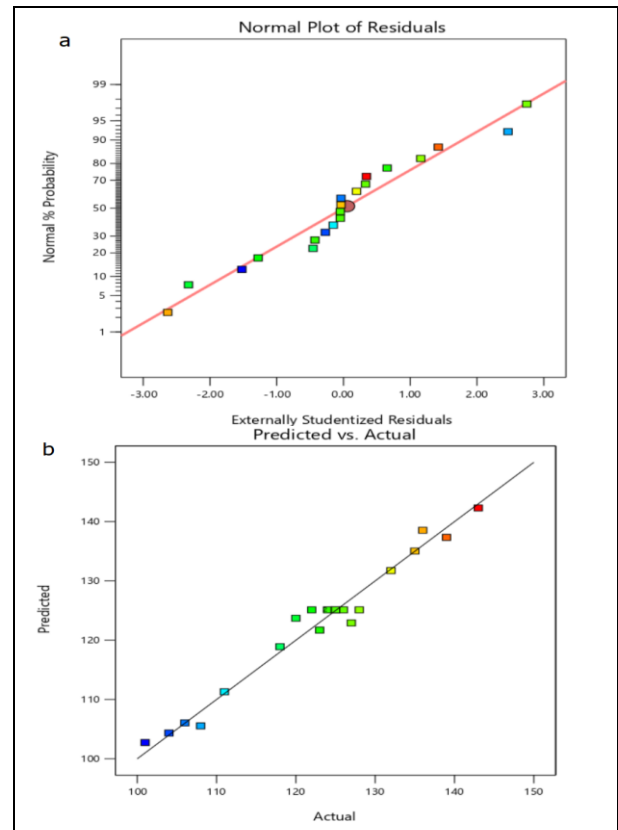 a
Normal Plot of Residuals
Normal % Probability
99
95
90
80
70
50
30
20
10
5
1
-3.00 -2.00 -1.00 0.00 1.00 2.00 3.00
Externally Studentized Residuals
b
Predicted vs. Actual
Predicted
150
140
130
120
110
100
100 110 120 130 140 150
Actual